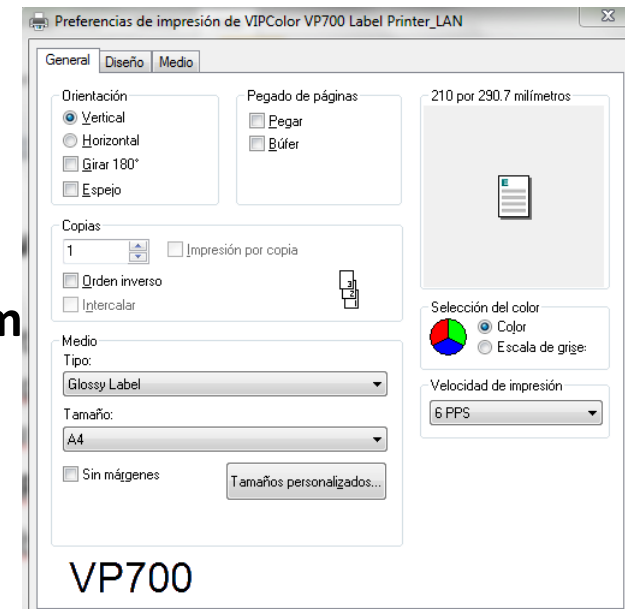 Preferencias de impresión de VIPColor VP700 Label Printer_LAN
General Diseño Medio
Orientación
Vertical
Horizontal
Girar 180°
Espejo
Pegado de páginas
Pegar
Búfer
210 por 290.7 milímetros
Copias
1
Impresión por copia
Orden inverso
Intercalar
3
2
1
Selección del color
Color
Escala de grise:
m
Medio
Tipo:
Glossy Label
Tamaño:
A4
Sin márgenes
Tamaños personalizados...
Velocidad de impresión
6 PPS
VP700